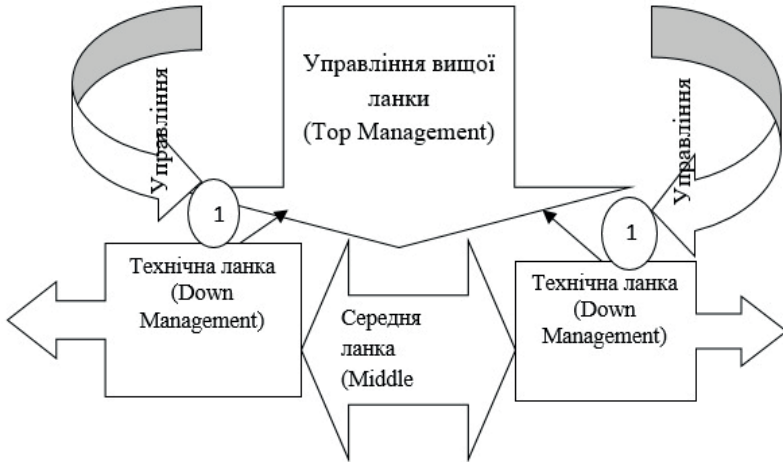 Управління вищої
ланки
(Top Management)
Управління
Управління
1
1
Технічна ланка
(Down
Management)
Середня
ланка
(Middle
Технічна ланка
(Down
Management)